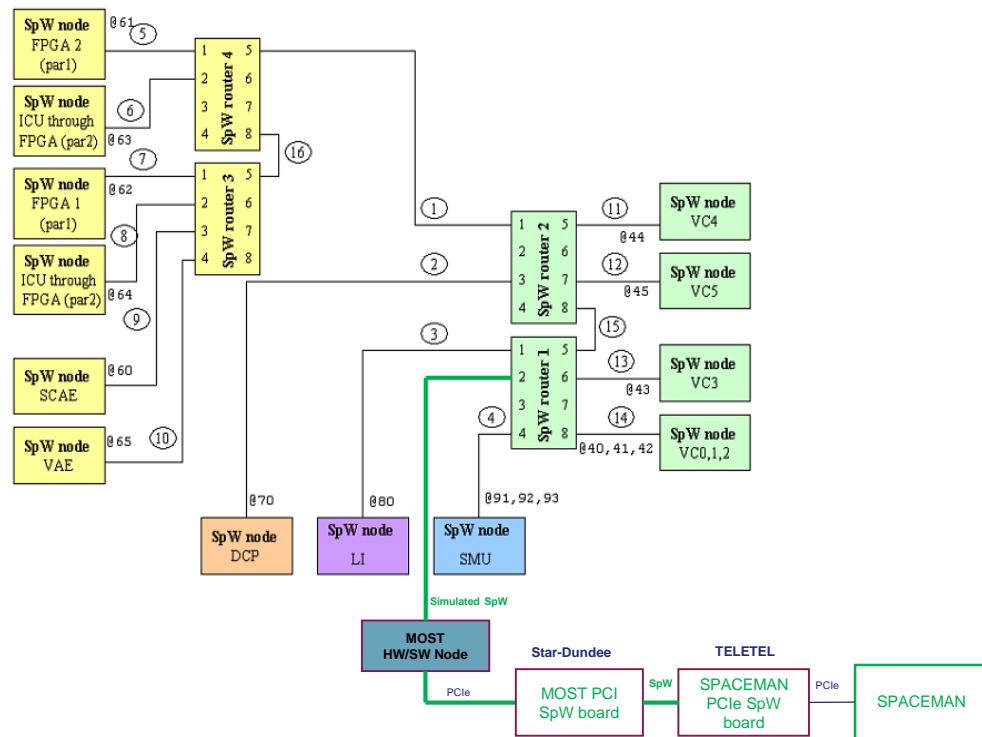 SpW node
FPGA 2
(par1)
@61
5
SpW node
ICU through
FPGA (par2)
6
@63
7
SpW node
FPGA 1
(par1)
@62
8
SpW node
ICU through
FPGA (par2)
@64
9
SpW node
SCAE
@60
SpW node
VAE
@65
10
1 5
2 6
3 7
4 8
SpW router 4
16
1 5
2 6
3 7
4 8
SpW router 3
1
2
3
4
1 5
2 6
3 7
4 8
SpW router 2
15
1 5
2 6
3 7
4 8
SpW router 1
11
@44
SpW node
VC4
12
@45
SpW node
VC5
13
@43
SpW node
VC3
14
@40,41,42
SpW node
VC0,1,2
@70
SpW node
DCP
@80
SpW node
LI
@91,92,93
SpW node
SMU
Simulated SpW
MOST
HW/SW Node
PCIe
Star-Dundee
MOST PCI
SpW board
SpW
TELETEL
SPACEMAN
PCIe SpW
board
PCIe
SPACEMAN